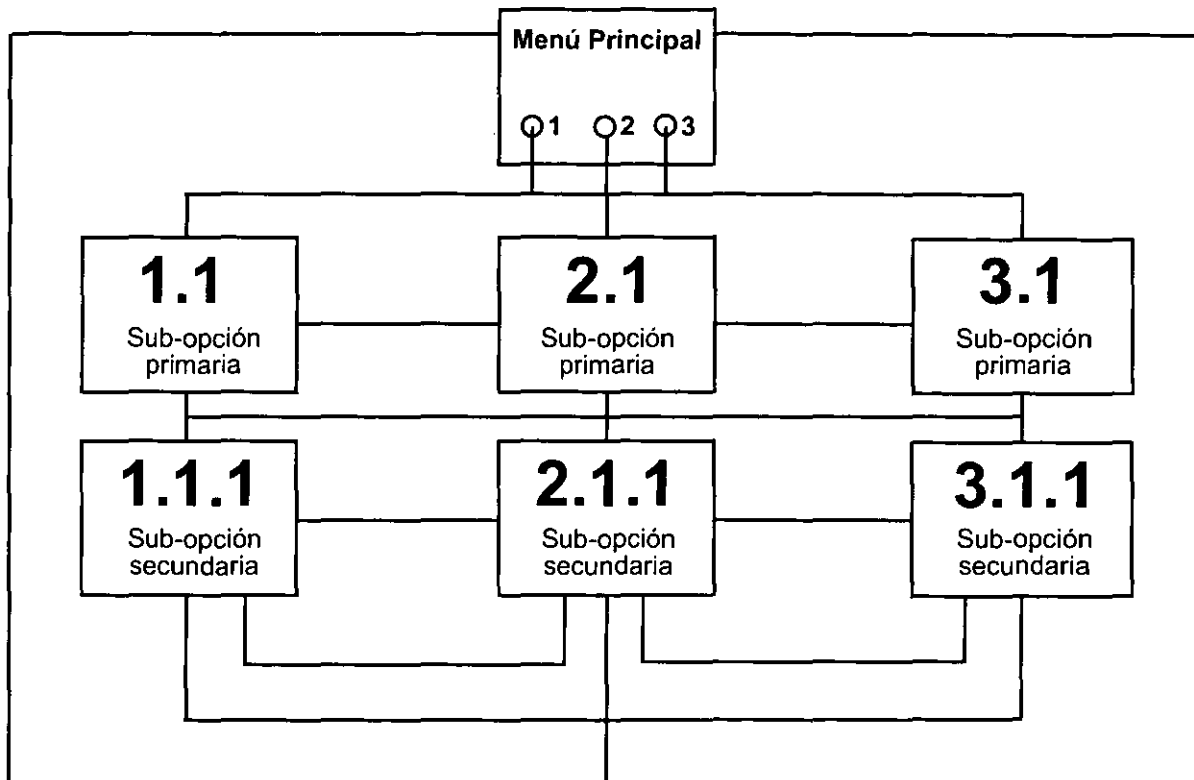 Menú Principal
1 2 3
1.1
Sub-opción
primaria
2.1
Sub-opción
primaria
3.1
Sub-opción
primaria
1.1.1
Sub-opción
secundaria
2.1.1
Sub-opción
secundaria
3.1.1
Sub-opción
secundaria